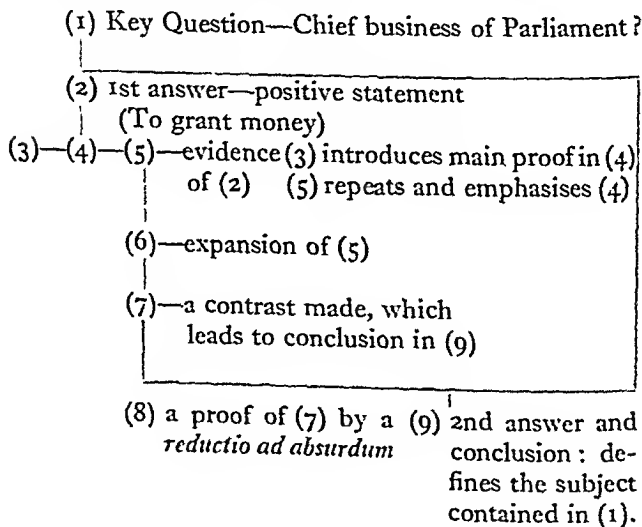 (1) Key Question—Chief business of Parliament?
(2) 1st answer—positive statement
(To grant money)
(3)—(4)—(5)—evidence (3) introduces main proof in (4)
of (2) (5) repeats and emphasises (4)
(6)—expansion of (5)
(7)—a contrast made, which
leads to conclusion in (9)
(8) a proof of (7) by a
reductio ad absurdum
(9) 2nd answer and
conclusion : de-
fines the subject
contained in (1).